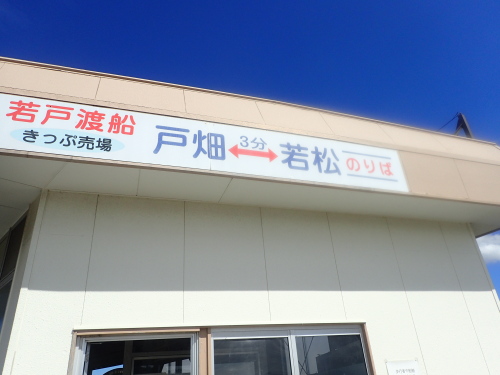 若戸渡船
きっぷ売場
戸畑
3分
若松
のりば